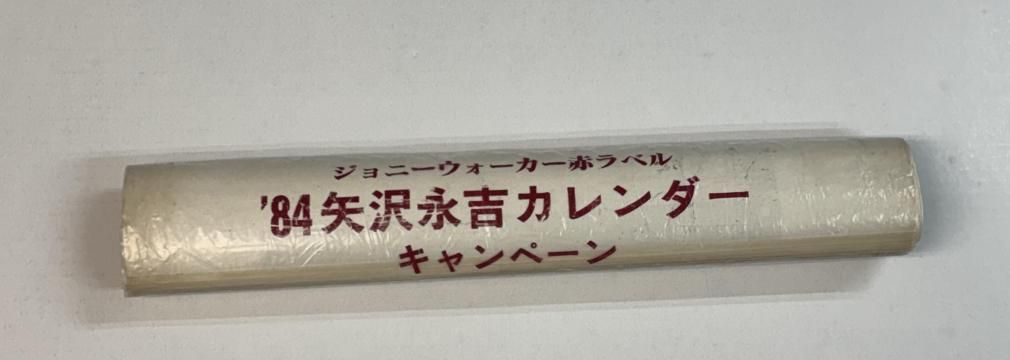 ジョニーウォーカー赤ラベル
'84矢沢永吉カレンダー
キャンペーン